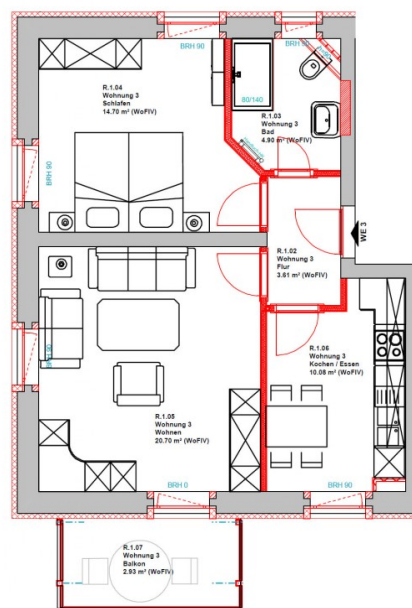 BRH 90
R.1.04
Wohnung 3
Schlafen
14.70 m² (WoFlV)
80/140
R.1.03
Wohnung 3
Bad
4.90 m² (WoFlV)
BRH 90
WE 3
R.1.02
Wohnung 3
Flur
3.61 m² (WoFlV)
R.1.06
Wohnung 3
Kochen / Essen
10.08 m² (WoFlV)
BRH 90
R.1.05
Wohnung 3
Wohnen
20.70 m² (WoFlV)
BRH 0
BRH 90
R.1.07
Wohnung 3
Balkon
2.93 m² (WoFlV)